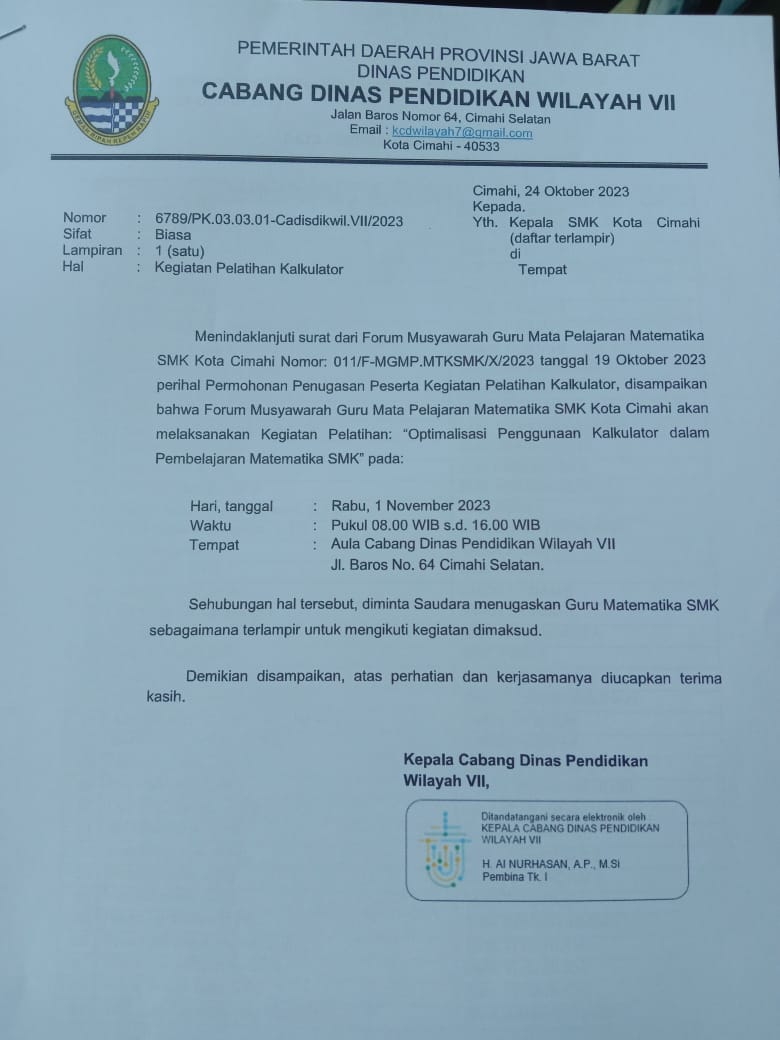 PEMERINTAH DAERAH PROVINSI JAWA BARAT
DINAS PENDIDIKAN
CABANG DINAS PENDIDIKAN WILAYAH VII
Jalan Baros Nomor 64, Cimahi Selatan
Email : kcdwilayah7@gmail.com
Kota Cimahi - 40533
GEMAH RIPAH REPEH RAPIH
Cimahi, 24 Oktober 2023
Kepada.
Yth. Kepala SMK Kota Cimahi
(daftar terlampir)
di
Tempat
Nomor : 6789/PK.03.03.01-Cadisdikwil.VII/2023
Sifat : Biasa
Lampiran : 1 (satu)
Hal : Kegiatan Pelatihan Kalkulator
Menindaklanjuti surat dari Forum Musyawarah Guru Mata Pelajaran Matematika
SMK Kota Cimahi Nomor: 011/F-MGMP.MTKSMK/X/2023 tanggal 19 Oktober 2023
perihal Permohonan Penugasan Peserta Kegiatan Pelatihan Kalkulator, disampaikan
bahwa Forum Musyawarah Guru Mata Pelajaran Matematika SMK Kota Cimahi akan
melaksanakan Kegiatan Pelatihan: “Optimalisasi Penggunaan Kalkulator dalam
Pembelajaran Matematika SMK” pada:
Hari, tanggal : Rabu, 1 November 2023
Waktu : Pukul 08.00 WIB s.d. 16.00 WIB
Tempat : Aula Cabang Dinas Pendidikan Wilayah VII
Jl. Baros No. 64 Cimahi Selatan.
Sehubungan hal tersebut, diminta Saudara menugaskan Guru Matematika SMK
sebagaimana terlampir untuk mengikuti kegiatan dimaksud.
Demikian disampaikan, atas perhatian dan kerjasamanya diucapkan terima
kasih.
Kepala Cabang Dinas Pendidikan
Wilayah VII,
Ditandatangani secara elektronik oleh
KEPALA CABANG DINAS PENDIDIKAN
WILAYAH VII
H. AI NURHASAN, A.P., M.Si
Pembina Tk. I